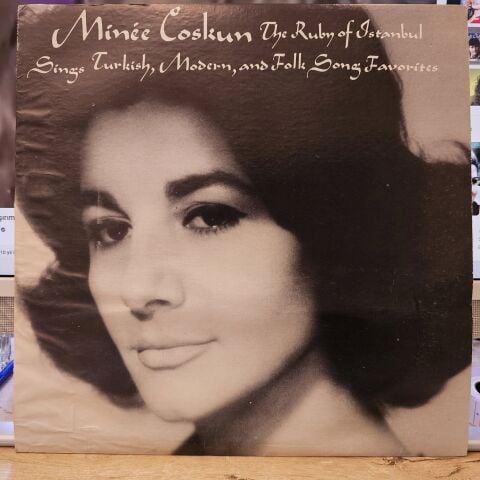 Minée Coskun The Ruby of Istanbul
Sings Turkish, Modern, and Folk Song Favorites